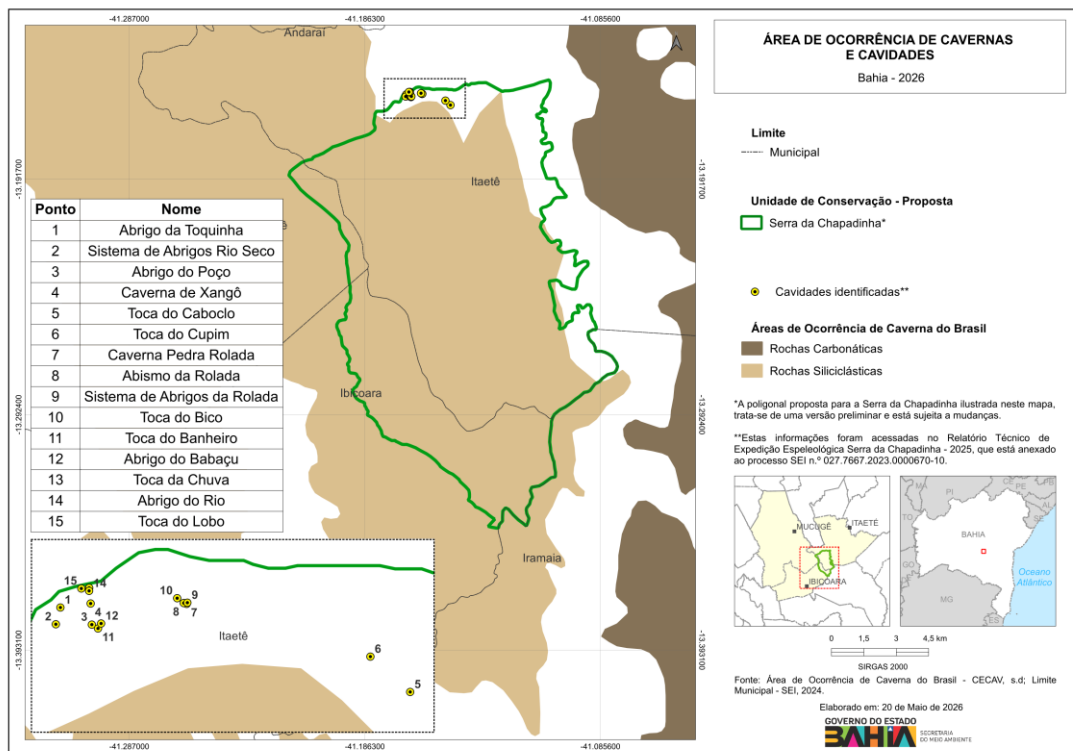 -41.287000
-41.186300
-41.085600
Andaraí
ÁREA DE OCORRÊNCIA DE CAVERNAS
E CAVIDADES
Bahia - 2026
Limite
Municipal
Unidade de Conservação - Proposta
Serra da Chapadinha*
Cavidades identificadas**
Áreas de Ocorrência de Caverna do Brasil
Rochas Carbonáticas
Rochas Siliciclásticas
*A poligonal proposta para a Serra da Chapadinha ilustrada neste mapa,
trata-se de uma versão preliminar e está sujeita a mudanças.
**Estas informações foram acessadas no Relatório Técnico de
Expedição Espeleológica Serra da Chapadinha - 2025, que está anexado
ao processo SEI n.º 027.7667.2023.0000670-10.
-13.191700
-13.191700
Itaetê
Ponto Nome
1 Abrigo da Toquinha
2 Sistema de Abrigos Rio Seco
3 Abrigo do Poço
4 Caverna de Xangô
5 Toca do Caboclo
6 Toca do Cupim
7 Caverna Pedra Rolada
8 Abismo da Rolada
9 Sistema de Abrigos da Rolada
10 Toca do Bico
11 Toca do Banheiro
12 Abrigo do Babaçu
13 Toca da Chuva
14 Abrigo do Rio
15 Toca do Lobo
Ibicoara
-13.292400
-13.292400
Iramaia
15
14
1
2
4
3
12
11
10
9
8
7
6
5
Itaetê
-13.393100
-13.393100
-41.287000
-41.186300
-41.085600
MUCUGÊ
ITAETÊ
IBICOARA
MA
PI
PE
PB
AL
SE
TO
BAHIA
GO
MG
ES
Oceano
Atlântico
0 1,5 3 4,5 km
SIRGAS 2000
Fonte: Área de Ocorrência de Caverna do Brasil - CECAV, s.d; Limite
Municipal - SEI, 2024.
Elaborado em: 20 de Maio de 2026
GOVERNO DO ESTADO
BAHIA
SECRETARIA
DO MEIO AMBIENTE